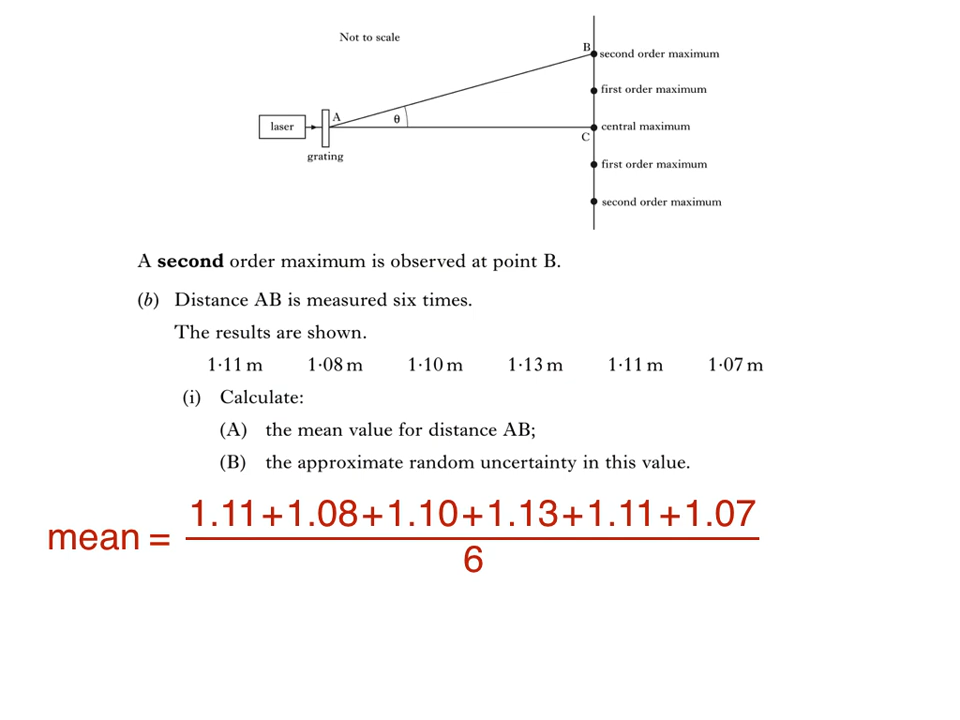 Not to scale
B
second order maximum
first order maximum
A
θ
laser
central maximum
C
grating
first order maximum
second order maximum
A second order maximum is observed at point B.
(b) Distance AB is measured six times.
The results are shown.
1·11 m 1·08 m 1·10 m 1·13 m 1·11 m 1·07 m
(i) Calculate:
(A) the mean value for distance AB;
(B) the approximate random uncertainty in this value.
1.11+1.08+1.10+1.13+1.11+1.07
mean =
6